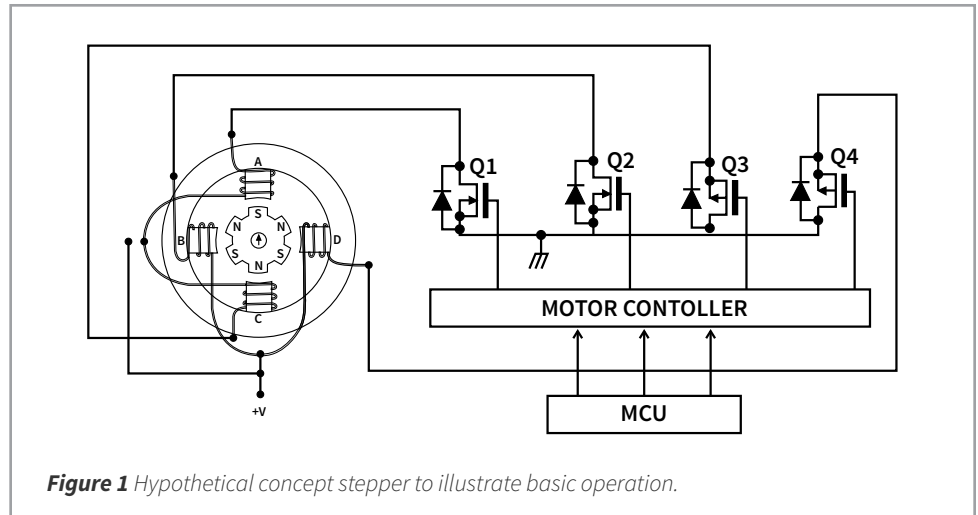 Q1 Q2 Q3 Q4
A
S
N N
B D
S S
N
C
MOTOR CONTOLLER
+V
MCU
Figure 1 Hypothetical concept stepper to illustrate basic operation.